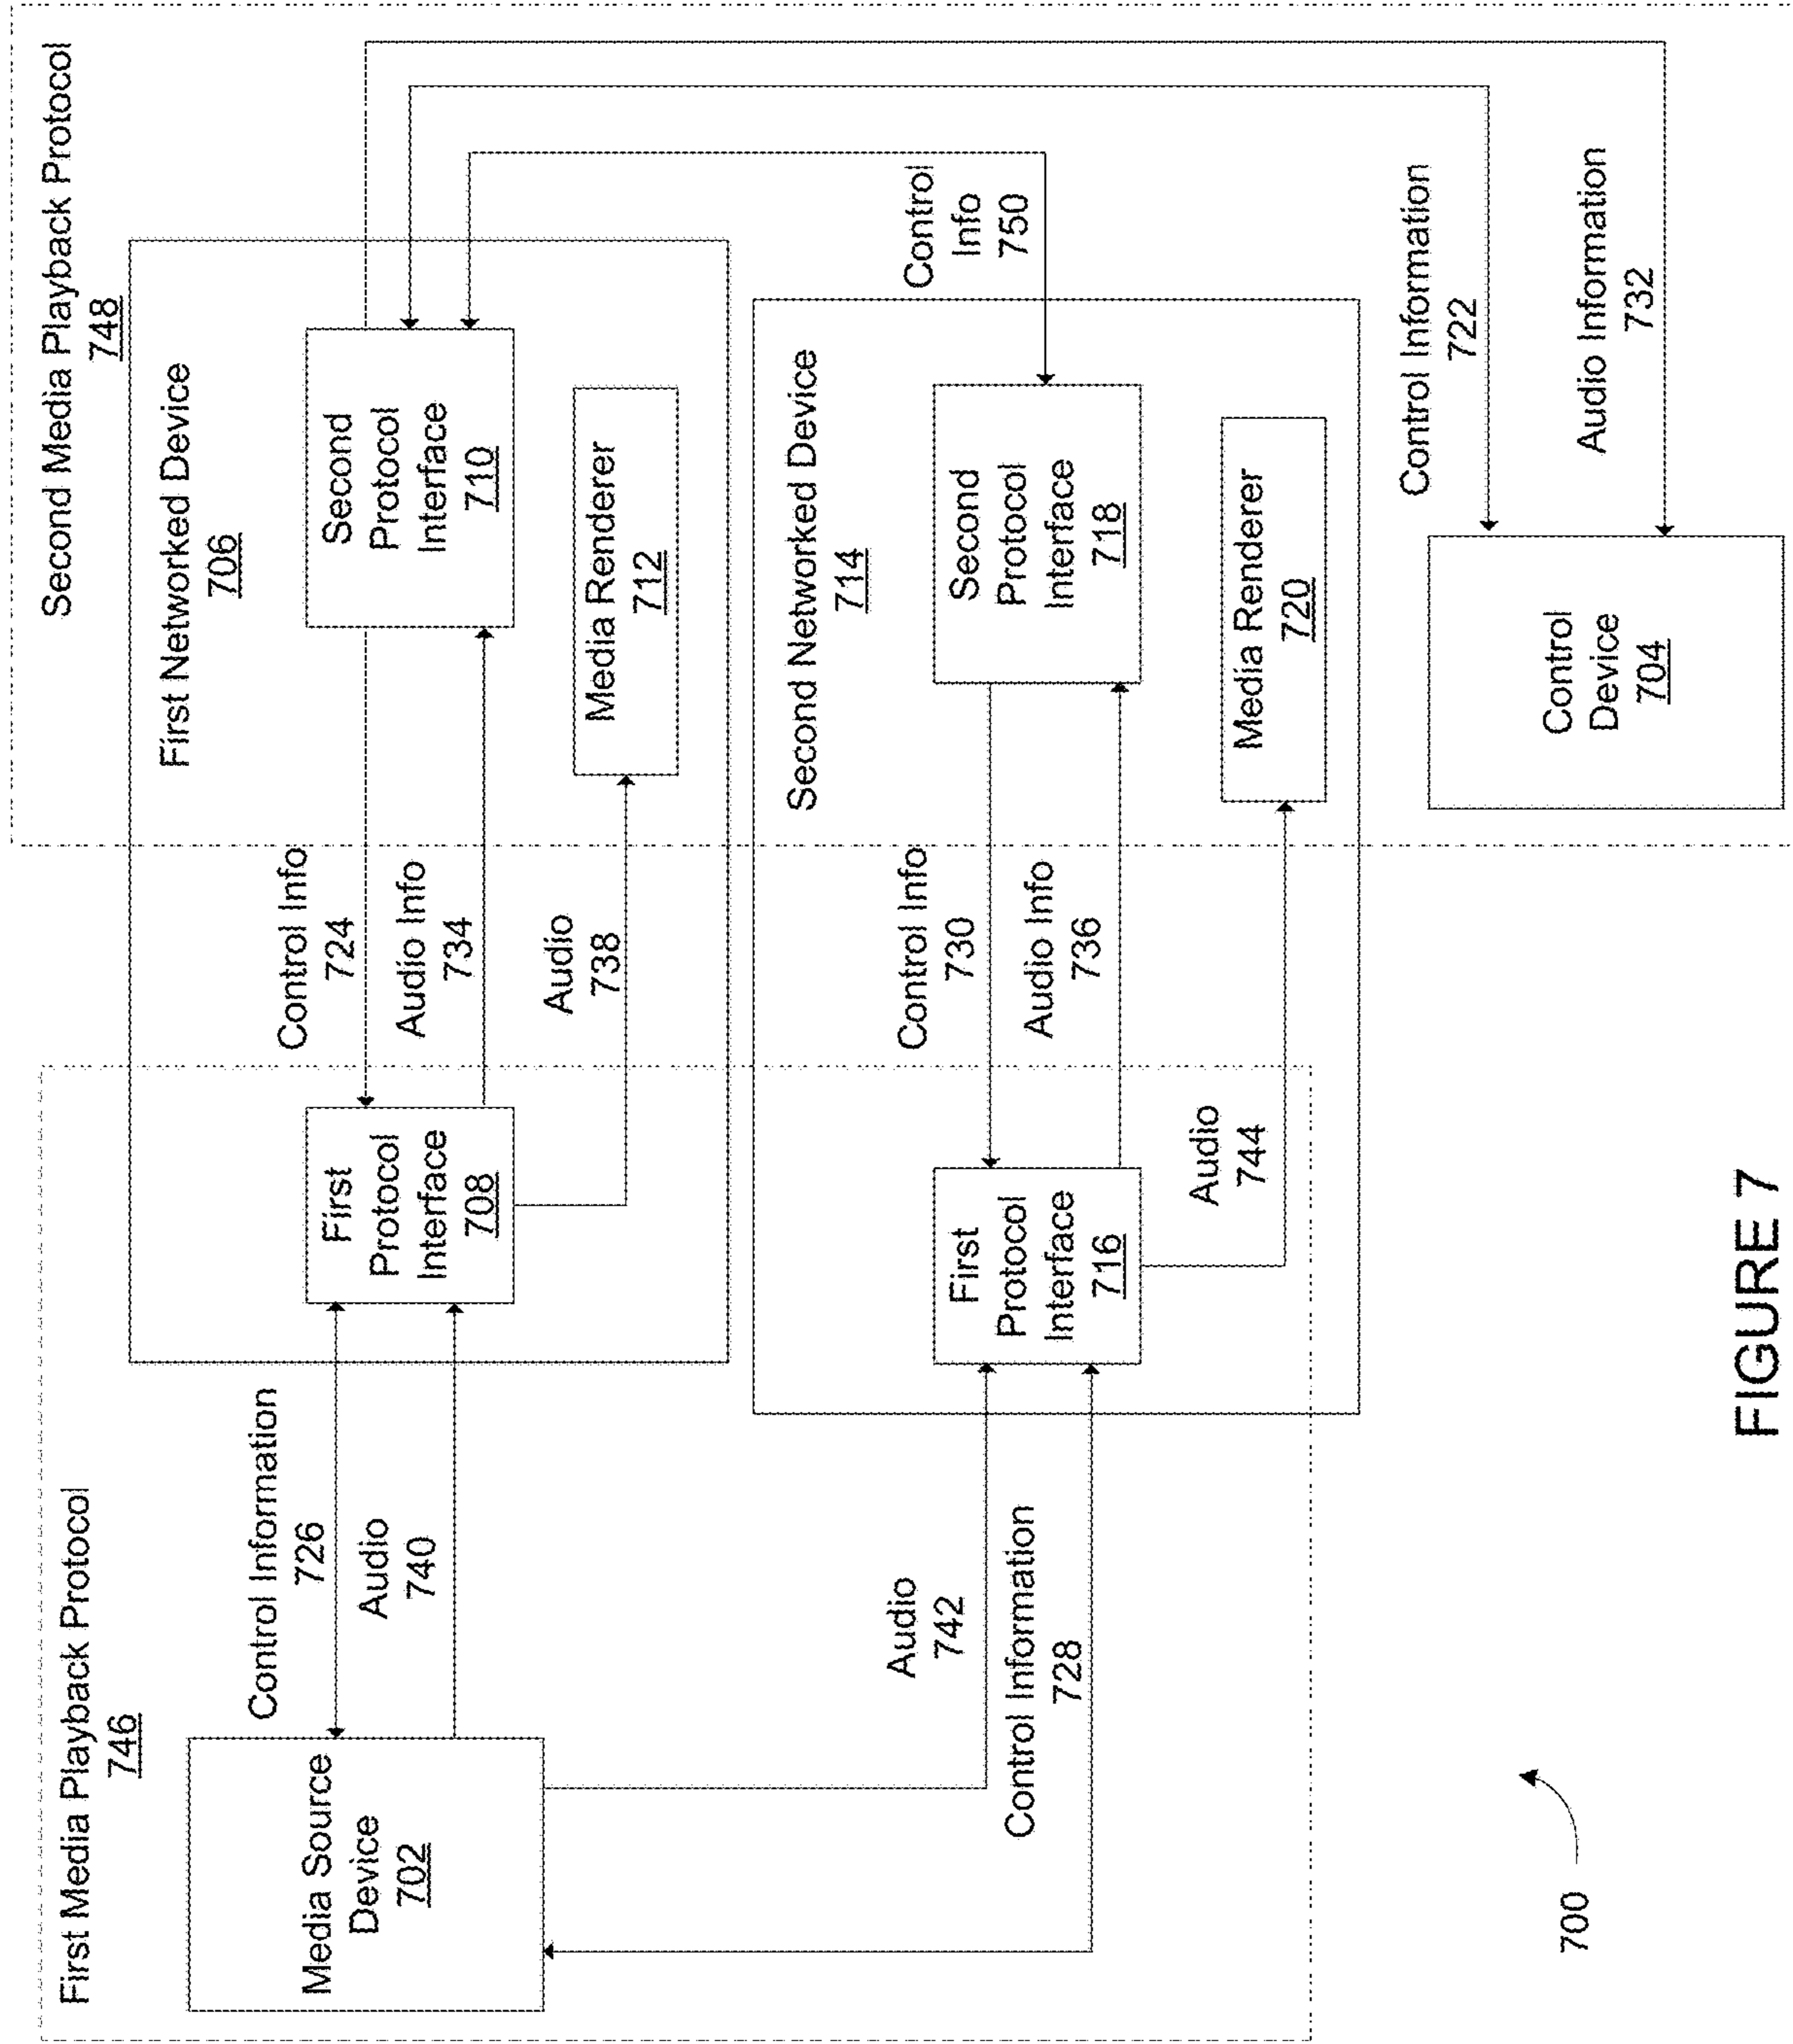 First Media Playback Protocol
746
Second Media Playback Protocol
748
First Networked Device
706
Media Source
Device
702
Control Information
726
Audio
740
First
Protocol
Interface
708
Control Info
724
Audio Info
734
Audio
738
Second
Protocol
Interface
710
Media Renderer
712
Second Networked Device
714
Audio
742
Control Information
728
First
Protocol
Interface
716
Control Info
730
Audio Info
736
Audio
744
Second
Protocol
Interface
718
Media Renderer
720
Control
Info
750
Control Information
722
Audio Information
732
Control
Device
704
700
FIGURE 7